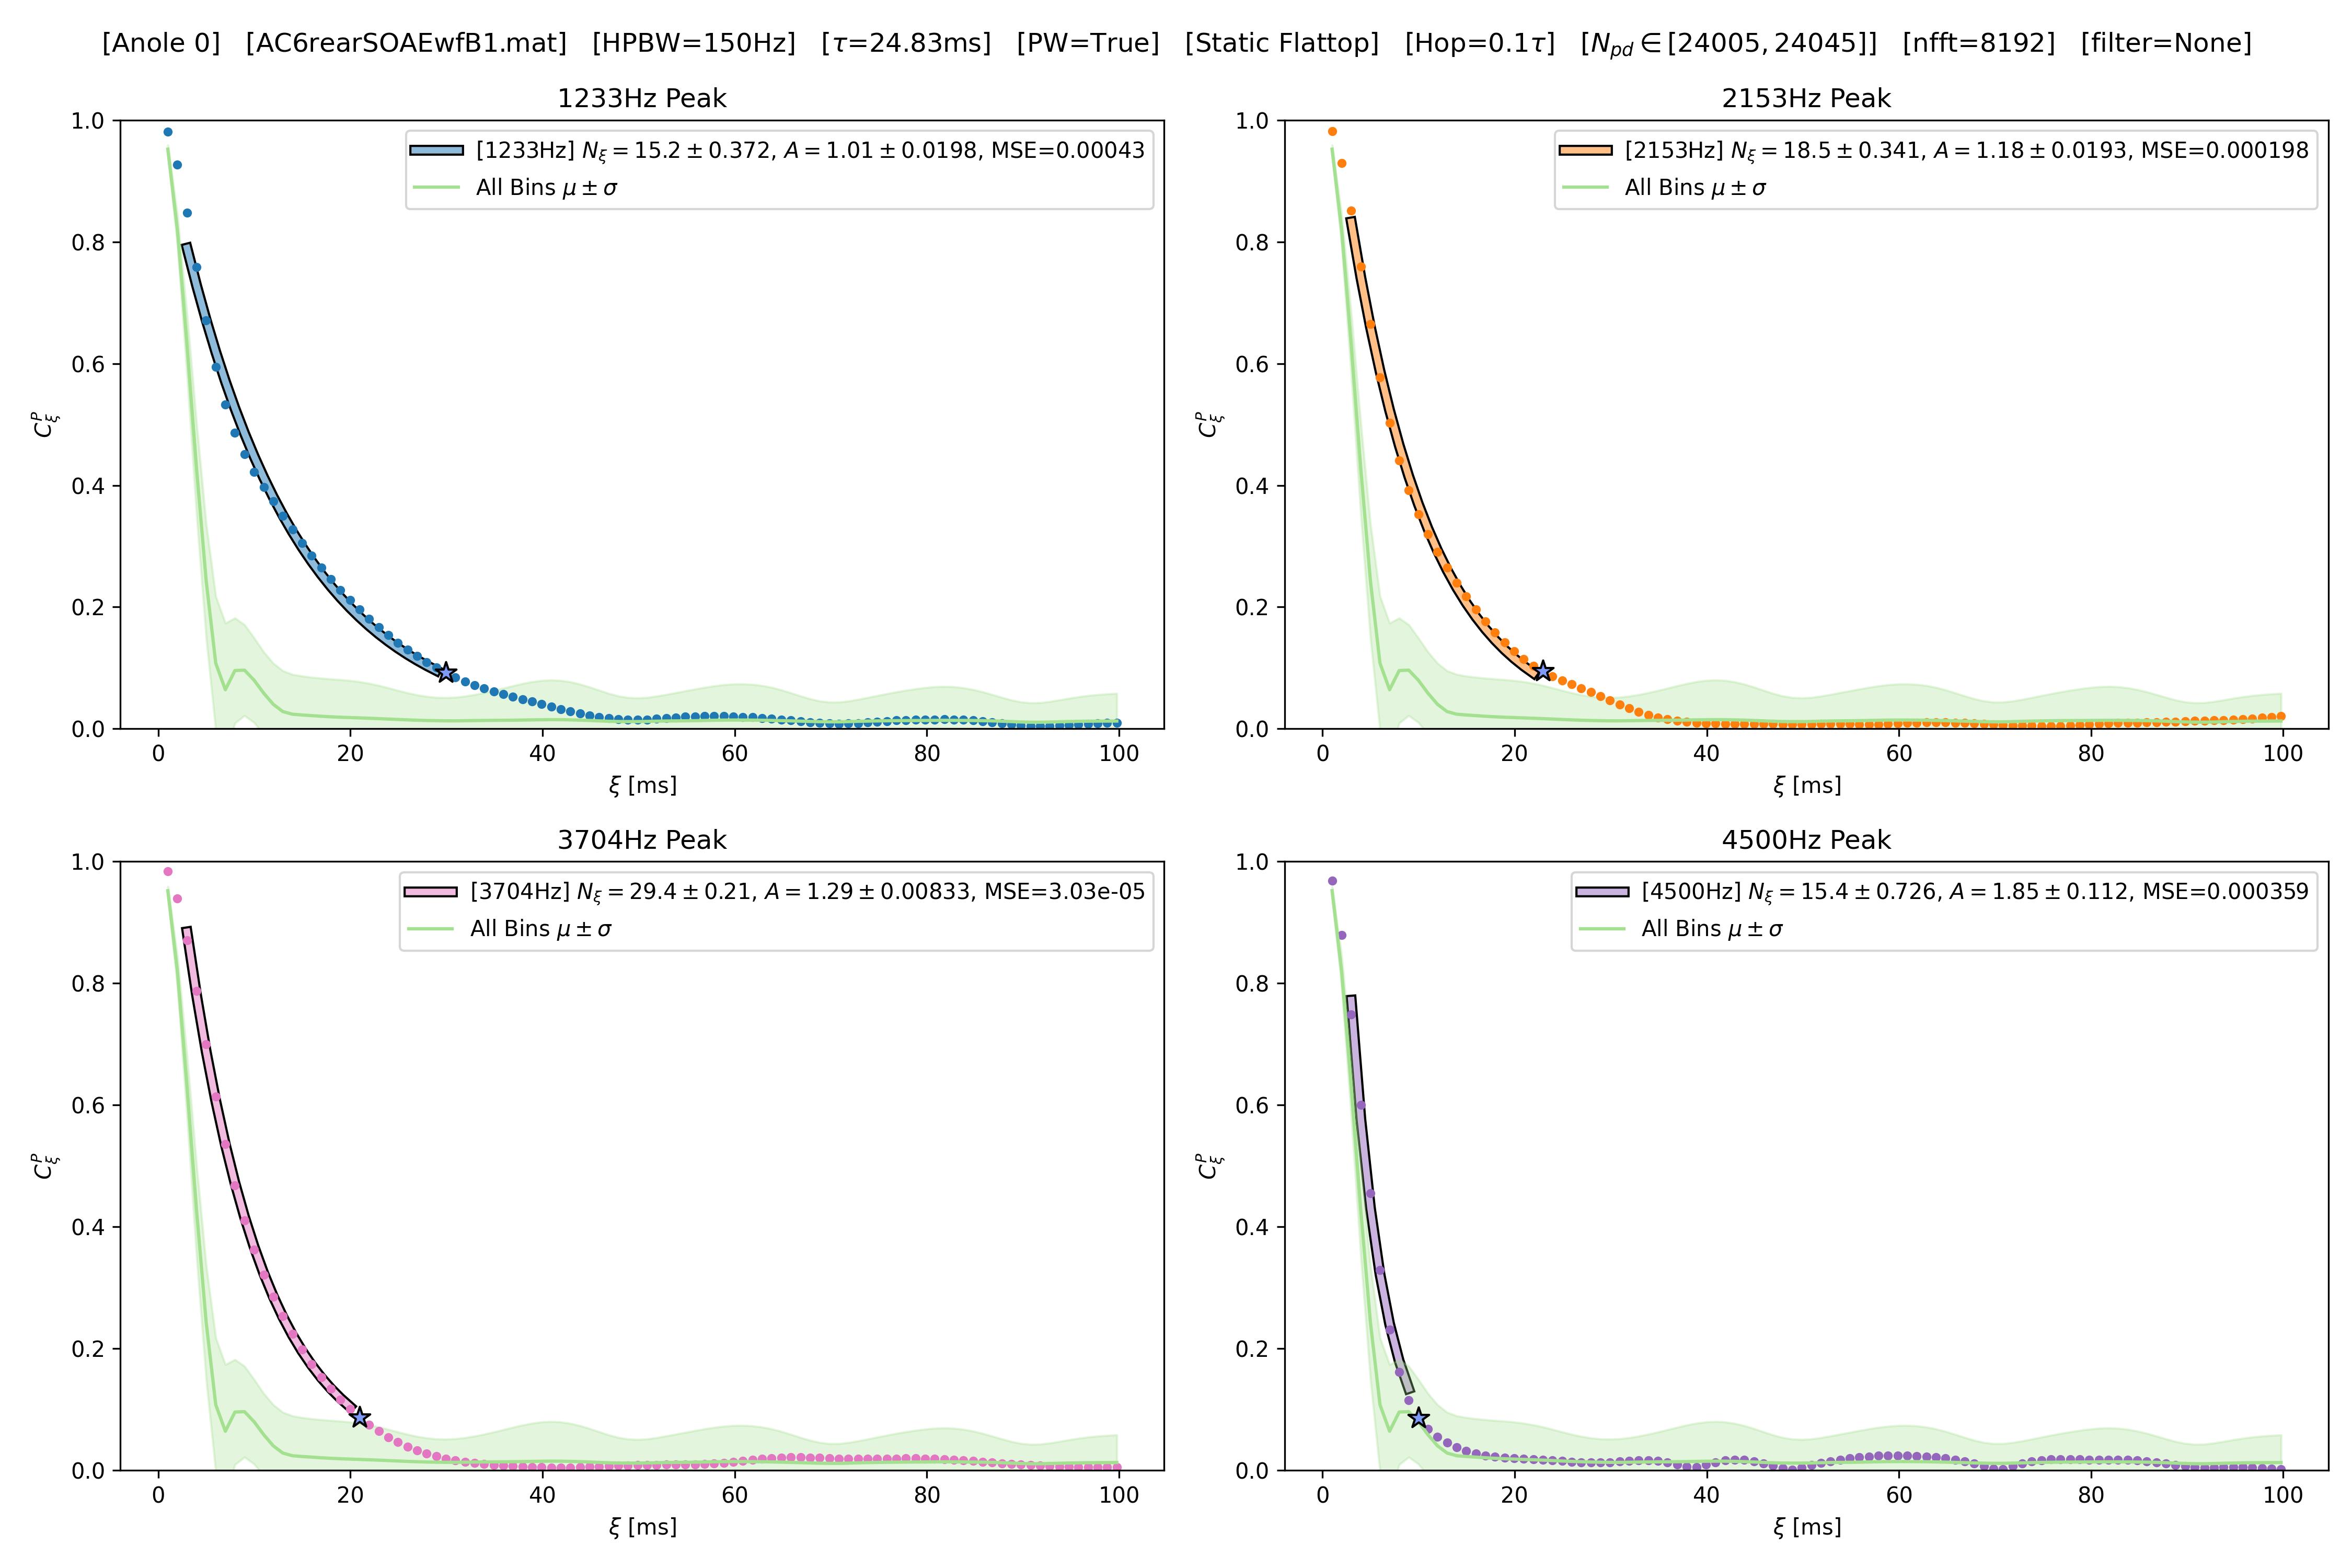 [Anole 0] [AC6rearSOAEwfB1.mat] [HPBW=150Hz] [τ=24.83ms] [PW=True] [Static Flattop] [Hop=0.1τ] [N_pd ∈ [24005, 24045]] [nfft=8192] [filter=None]
1233Hz Peak
[1233Hz] N_ξ = 15.2 ± 0.372, A = 1.01 ± 0.0198, MSE=0.00043
All Bins μ ± σ
1.0
0.8
0.6
0.4
0.2
0.0
C_ξ^P
0 20 40 60 80 100
ξ [ms]
2153Hz Peak
[2153Hz] N_ξ = 18.5 ± 0.341, A = 1.18 ± 0.0193, MSE=0.000198
All Bins μ ± σ
1.0
0.8
0.6
0.4
0.2
0.0
C_ξ^P
0 20 40 60 80 100
ξ [ms]
3704Hz Peak
[3704Hz] N_ξ = 29.4 ± 0.21, A = 1.29 ± 0.00833, MSE=3.03e-05
All Bins μ ± σ
1.0
0.8
0.6
0.4
0.2
0.0
C_ξ^P
0 20 40 60 80 100
ξ [ms]
4500Hz Peak
[4500Hz] N_ξ = 15.4 ± 0.726, A = 1.85 ± 0.112, MSE=0.000359
All Bins μ ± σ
1.0
0.8
0.6
0.4
0.2
0.0
C_ξ^P
0 20 40 60 80 100
ξ [ms]